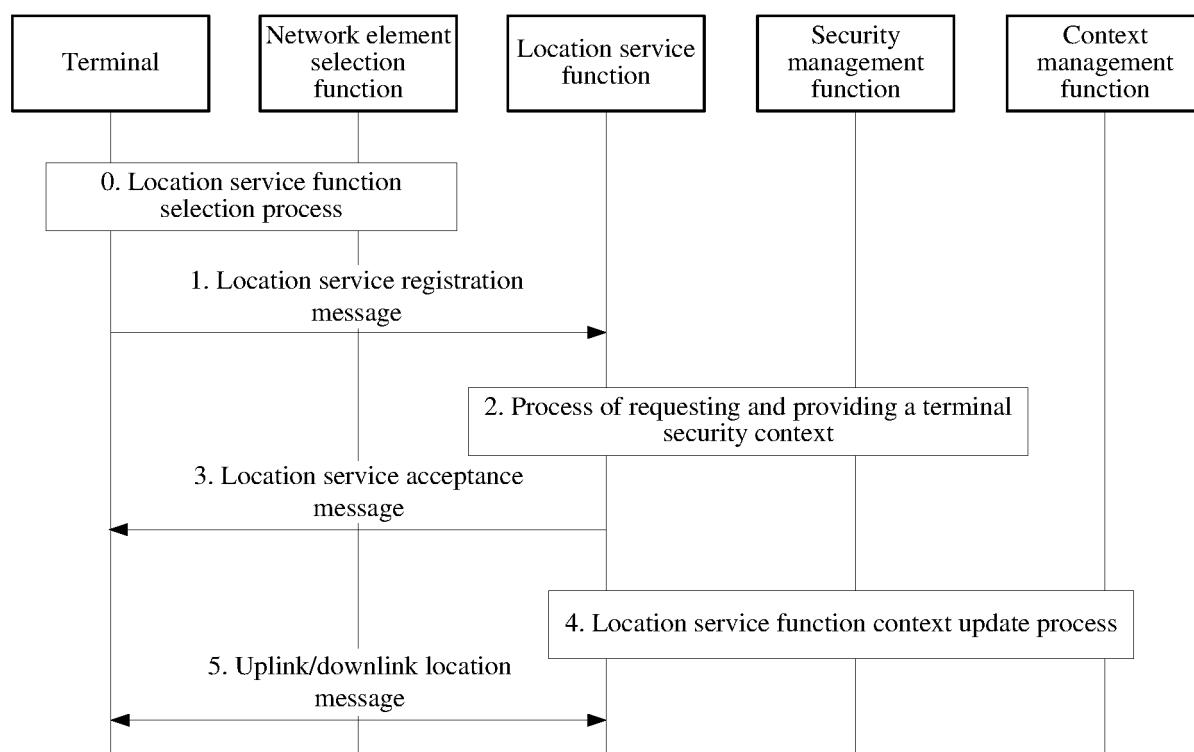 Terminal
Network element
selection
function
Location service
function
Security
management
function
Context
management
function
0. Location service function
selection process
1. Location service registration
message
2. Process of requesting and providing a terminal
security context
3. Location service acceptance
message
4. Location service function context update process
5. Uplink/downlink location
message